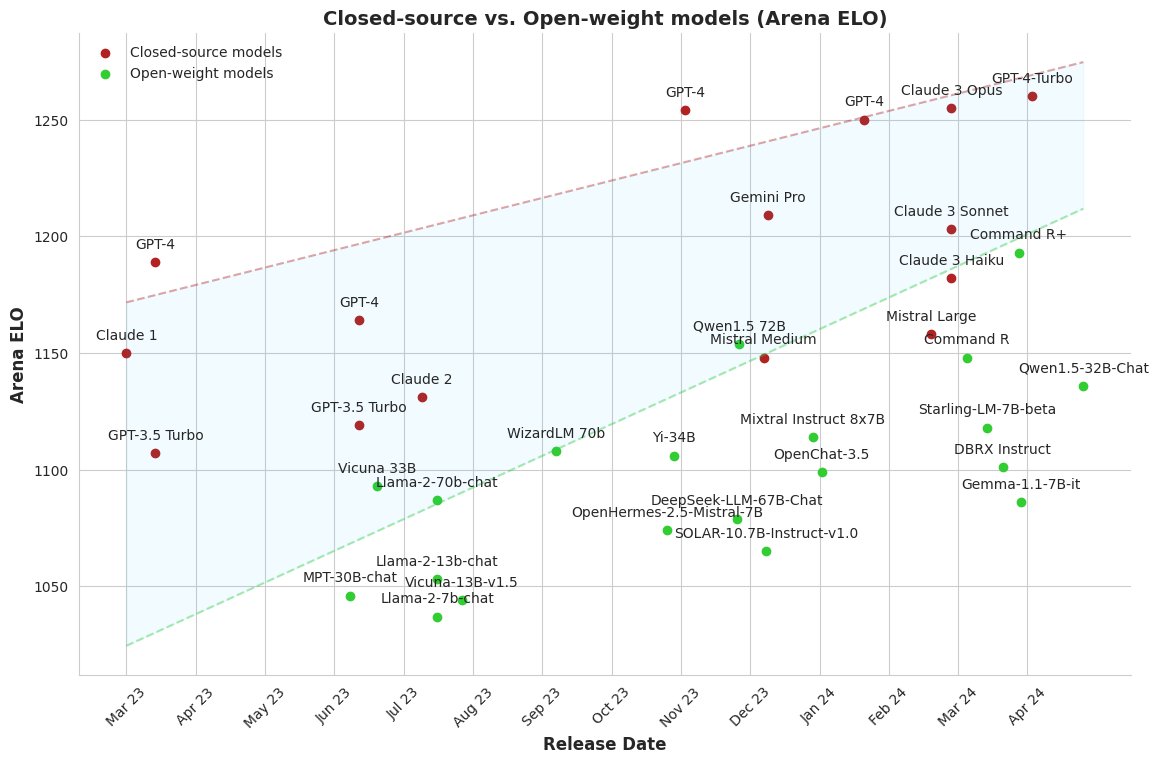 Closed-source vs. Open-weight models (Arena ELO)
Closed-source models
Open-weight models
Arena ELO
1250
1200
1150
1100
1050
GPT-4
Claude 1
GPT-3.5 Turbo
GPT-4
GPT-3.5 Turbo
Claude 2
Vicuna 33B
Llama-2-70b-chat
MPT-30B-chat
Llama-2-13b-chat
Vicuna-13B-v1.5
Llama-2-7b-chat
WizardLM 70b
GPT-4
Yi-34B
OpenHermes-2.5-Mistral-7B
DeepSeek-LLM-67B-Chat
SOLAR-10.7B-Instruct-v1.0
Qwen1.5 72B
Mistral Medium
Gemini Pro
Mixtral Instruct 8x7B
OpenChat-3.5
GPT-4
Claude 3 Opus
GPT-4-Turbo
Claude 3 Sonnet
Command R+
Claude 3 Haiku
Mistral Large
Command R
Qwen1.5-32B-Chat
Starling-LM-7B-beta
DBRX Instruct
Gemma-1.1-7B-it
Mar 23
Apr 23
May 23
Jun 23
Jul 23
Aug 23
Sep 23
Oct 23
Nov 23
Dec 23
Jan 24
Feb 24
Mar 24
Apr 24
Release Date